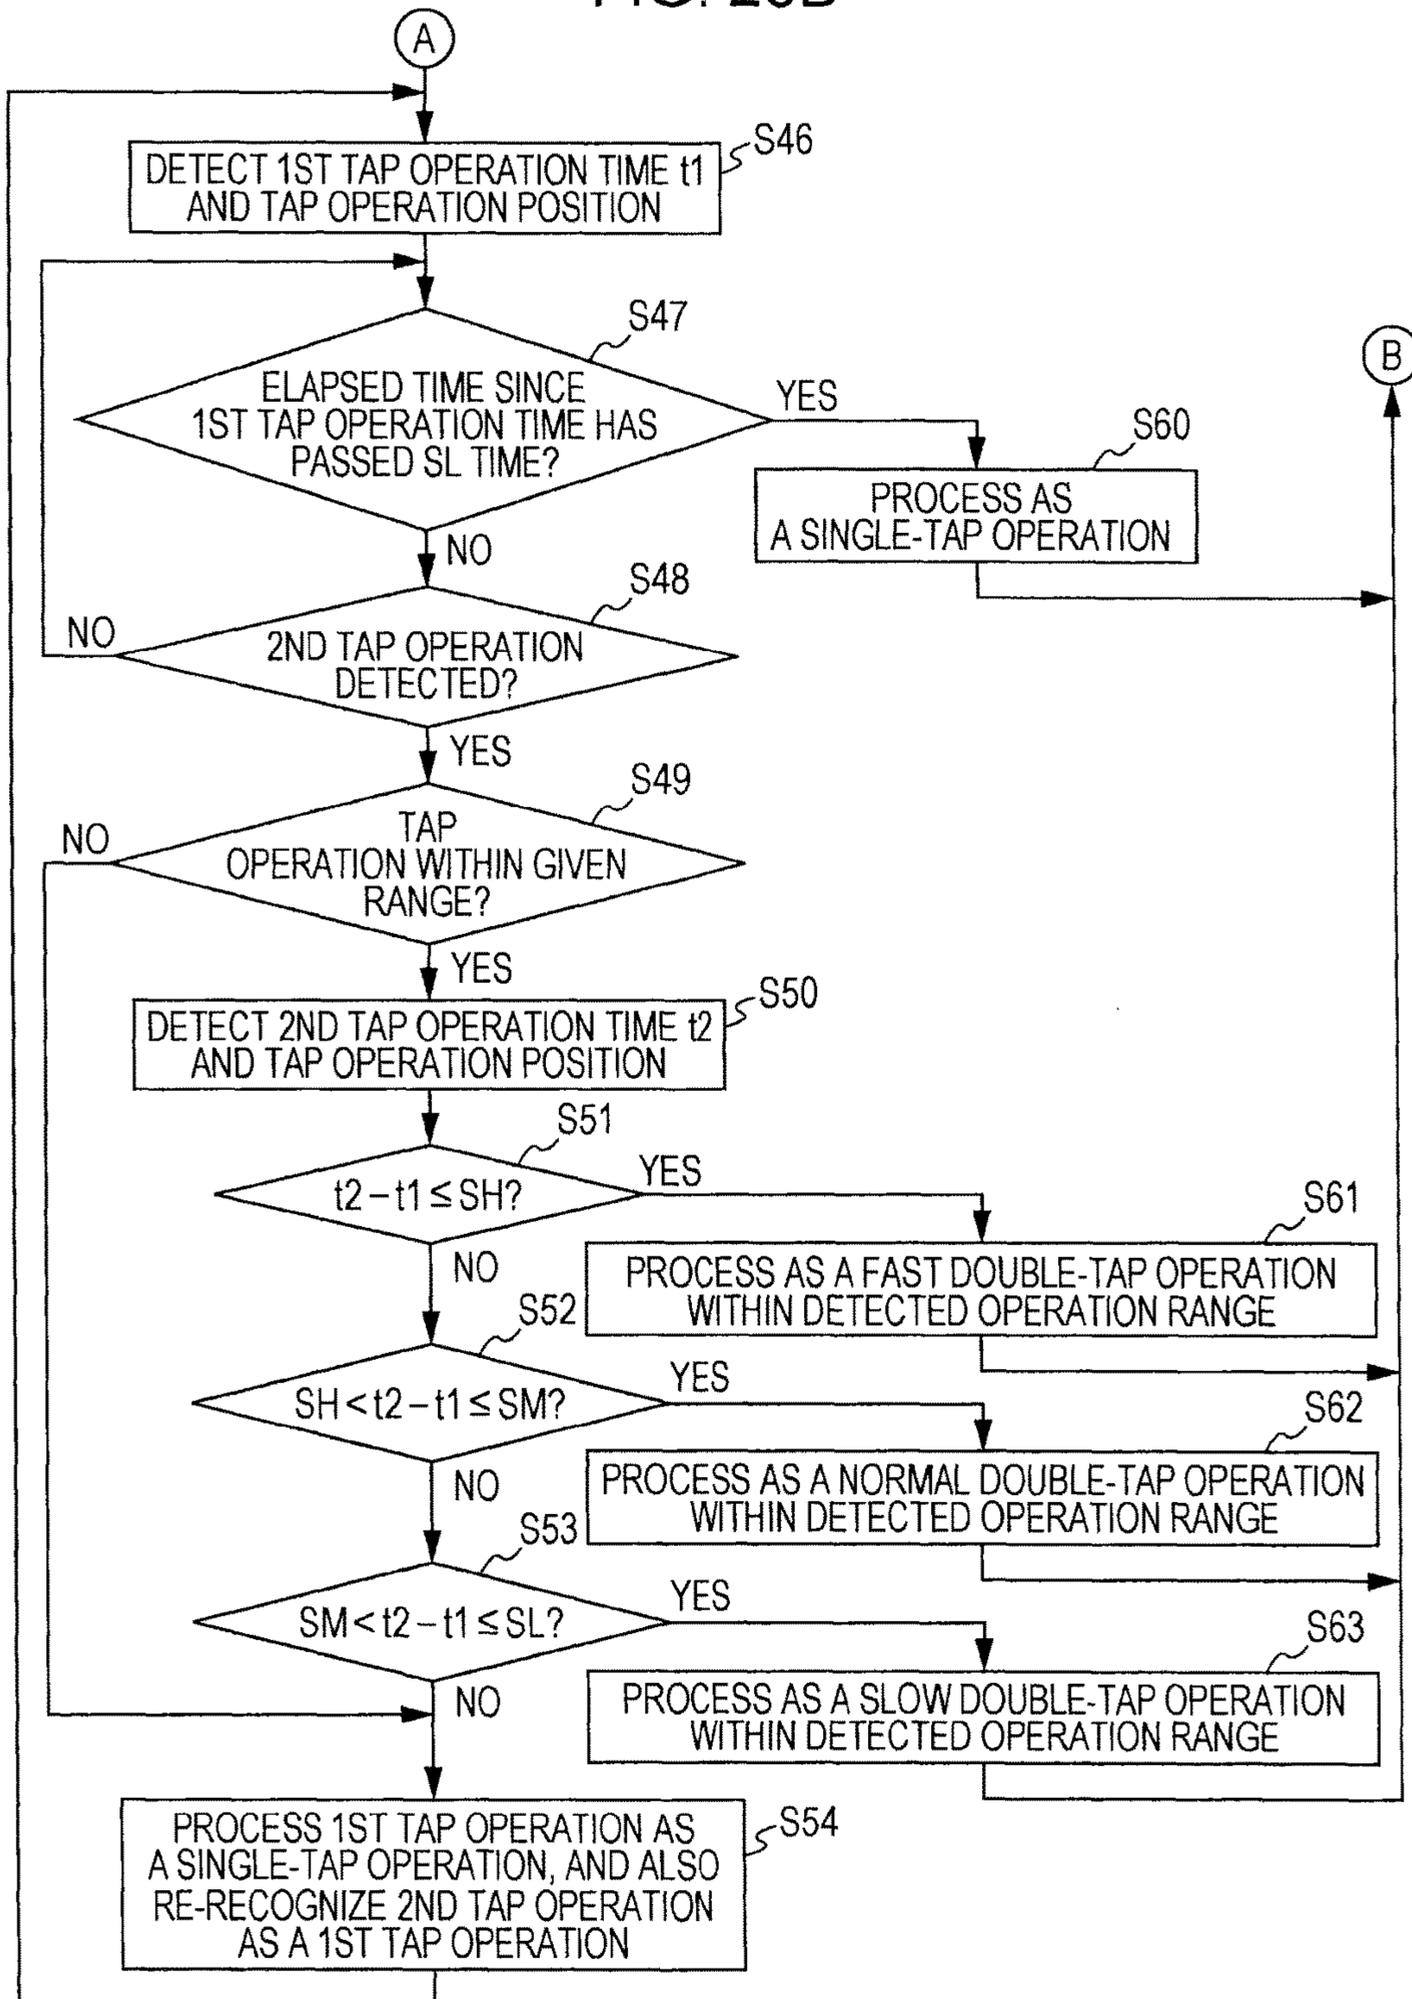 A
S46
DETECT 1ST TAP OPERATION TIME t1
AND TAP OPERATION POSITION
S47
ELAPSED TIME SINCE
1ST TAP OPERATION TIME HAS
PASSED SL TIME?
YES
B
S60
PROCESS AS
A SINGLE-TAP OPERATION
NO
S48
NO
2ND TAP OPERATION
DETECTED?
YES
S49
NO
TAP
OPERATION WITHIN GIVEN
RANGE?
YES
S50
DETECT 2ND TAP OPERATION TIME t2
AND TAP OPERATION POSITION
S51
t2 – t1 ≤ SH?
YES
S61
PROCESS AS A FAST DOUBLE-TAP OPERATION
WITHIN DETECTED OPERATION RANGE
NO
S52
SH < t2 – t1 ≤ SM?
YES
S62
PROCESS AS A NORMAL DOUBLE-TAP OPERATION
WITHIN DETECTED OPERATION RANGE
NO
S53
SM < t2 – t1 ≤ SL?
YES
S63
PROCESS AS A SLOW DOUBLE-TAP OPERATION
WITHIN DETECTED OPERATION RANGE
NO
S54
PROCESS 1ST TAP OPERATION AS
A SINGLE-TAP OPERATION, AND ALSO
RE-RECOGNIZE 2ND TAP OPERATION
AS A 1ST TAP OPERATION